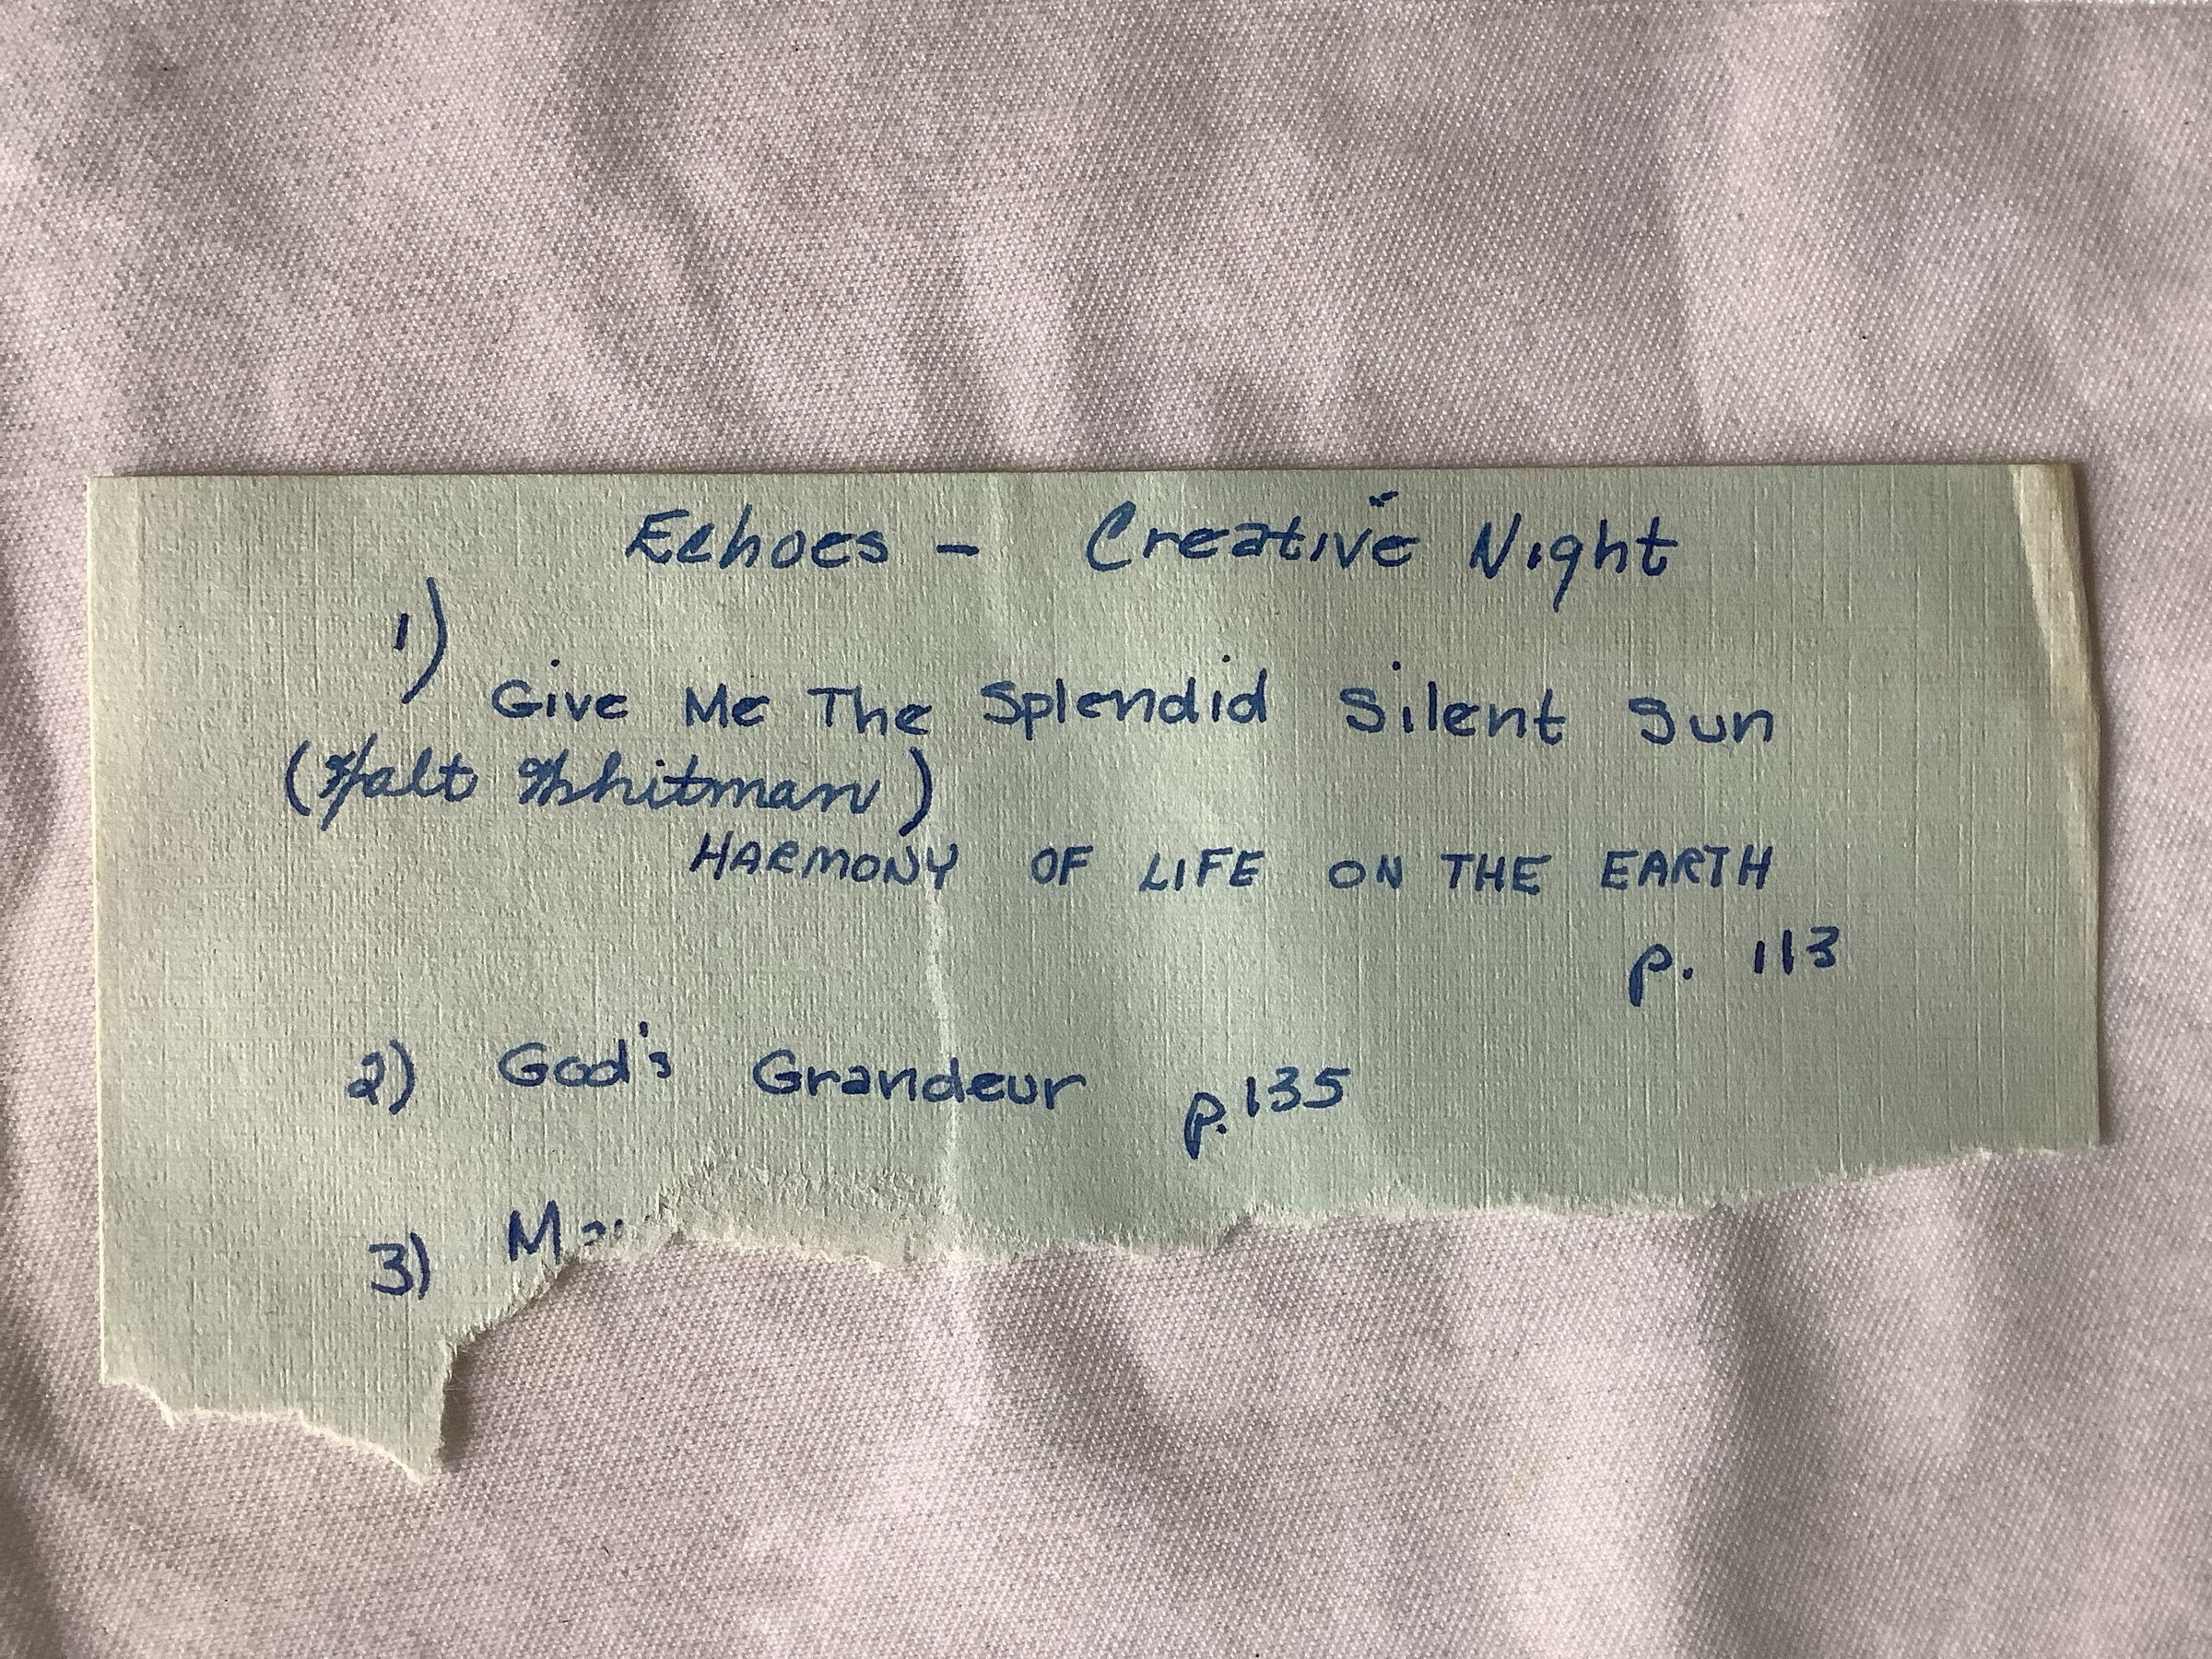 Echoes - Creative Night
1)
Give Me The Splendid Silent Sun
(Walt Whitman)
HARMONY OF LIFE ON THE EARTH
p. 113
2) God's Grandeur p. 135
3)